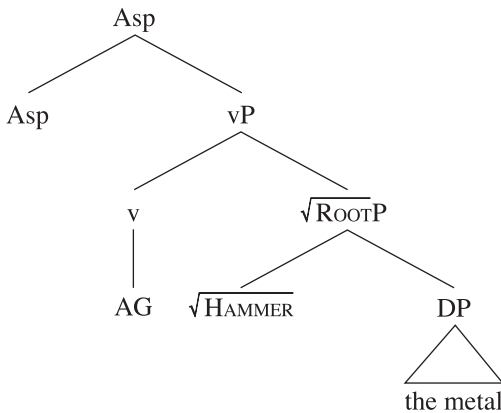 Asp
Asp vP
v √ROOTP
AG √HAMMER DP
the metal